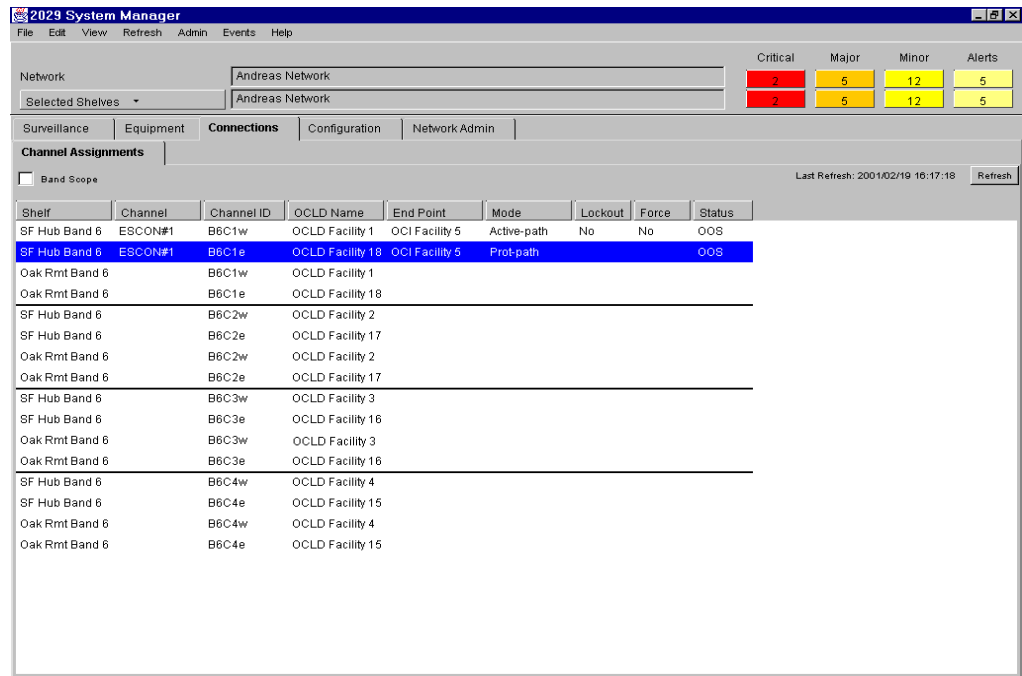 2029 System Manager
File Edit View Refresh Admin Events Help
Critical Major Minor Alerts
Network Andreas Network 2 5 12 5
Selected Shelves Andreas Network 2 5 12 5
Surveillance Equipment Connections Configuration Network Admin
Channel Assignments
Band Scope Last Refresh: 2001/02/19 16:17:18 Refresh
Shelf Channel Channel ID OCLD Name End Point Mode Lockout Force Status
SF Hub Band 6 ESCON#1 B6C1w OCLD Facility 1 OCI Facility 5 Active-path No No OOS
SF Hub Band 6 ESCON#1 B6C1e OCLD Facility 18 OCI Facility 5 Prot-path OOS
Oak Rmt Band 6 B6C1w OCLD Facility 1
Oak Rmt Band 6 B6C1e OCLD Facility 18
SF Hub Band 6 B6C2w OCLD Facility 2
SF Hub Band 6 B6C2e OCLD Facility 17
Oak Rmt Band 6 B6C2w OCLD Facility 2
Oak Rmt Band 6 B6C2e OCLD Facility 17
SF Hub Band 6 B6C3w OCLD Facility 3
SF Hub Band 6 B6C3e OCLD Facility 16
Oak Rmt Band 6 B6C3w OCLD Facility 3
Oak Rmt Band 6 B6C3e OCLD Facility 16
SF Hub Band 6 B6C4w OCLD Facility 4
SF Hub Band 6 B6C4e OCLD Facility 15
Oak Rmt Band 6 B6C4w OCLD Facility 4
Oak Rmt Band 6 B6C4e OCLD Facility 15